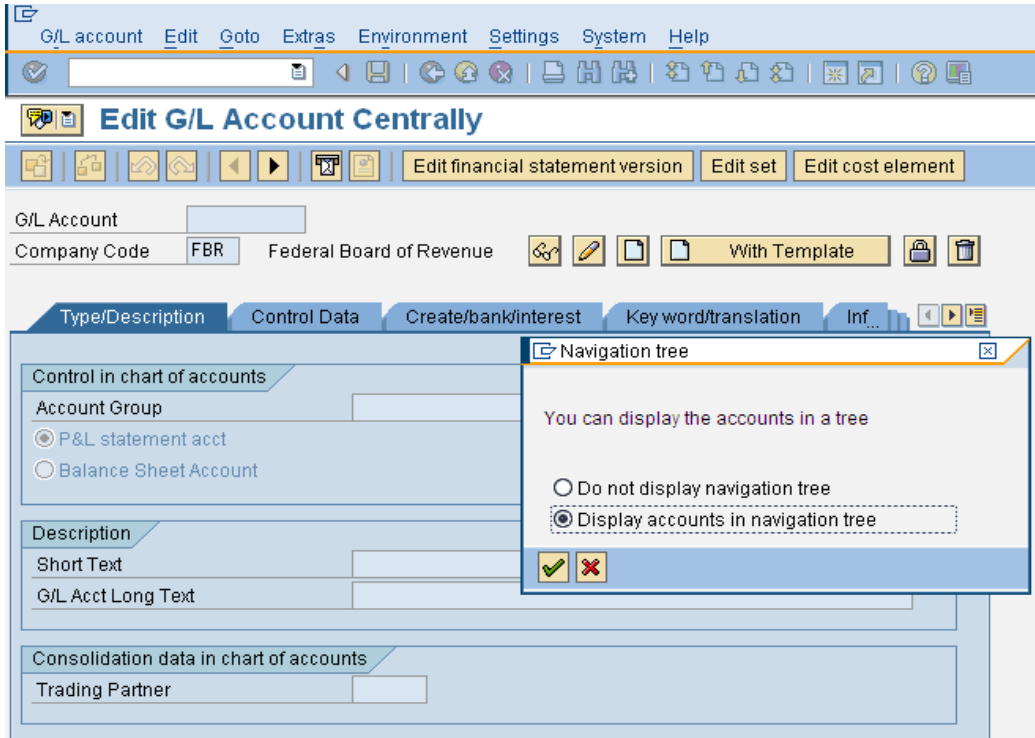 G/L account Edit Goto Extras Environment Settings System Help
Edit G/L Account Centrally
Edit financial statement version Edit set Edit cost element
G/L Account
Company Code FBR Federal Board of Revenue With Template
Type/Description Control Data Create/bank/interest Key word/translation Inf...
Navigation tree
Control in chart of accounts
Account Group
You can display the accounts in a tree
P&L statement acct
Balance Sheet Account
Do not display navigation tree
Display accounts in navigation tree
Description
Short Text
G/L Acct Long Text
Consolidation data in chart of accounts
Trading Partner